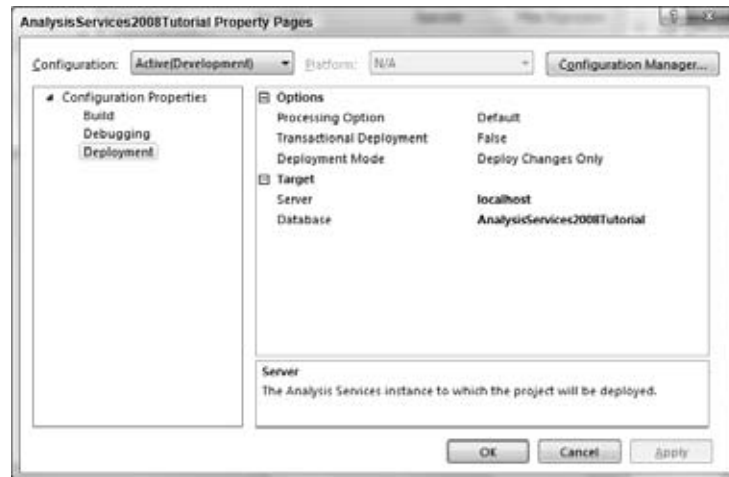 AnalysisServices2008Tutorial Property Pages
Configuration: Active(Development) Platform: N/A Configuration Manager...
Configuration Properties
Build
Debugging
Deployment
Options
Processing Option Default
Transactional Deployment False
Deployment Mode Deploy Changes Only
Target
Server localhost
Database AnalysisServices2008Tutorial
Server
The Analysis Services instance to which the project will be deployed.
OK Cancel Apply